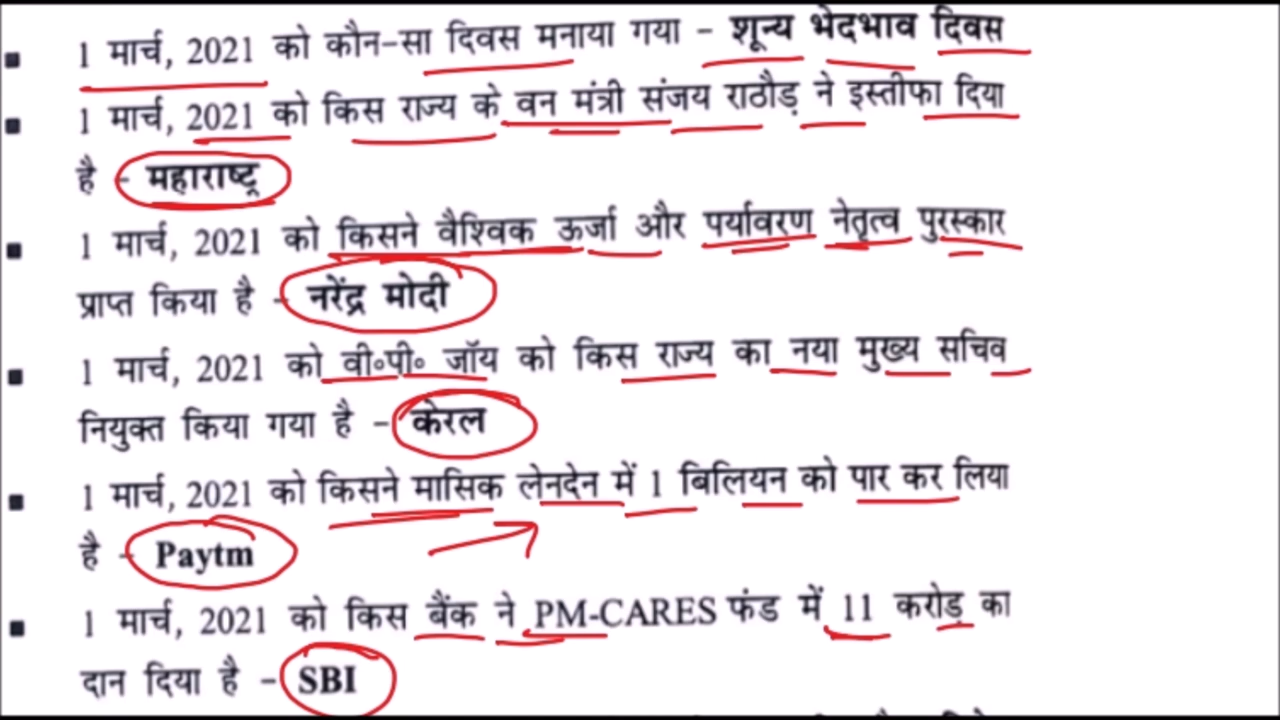 ▪ 1 मार्च, 2021 को कौन-सा दिवस मनाया गया - शून्य भेदभाव दिवस
▪ 1 मार्च, 2021 को किस राज्य के वन मंत्री संजय राठौड़ ने इस्तीफा दिया
है - महाराष्ट्र
▪ 1 मार्च, 2021 को किसने वैश्विक ऊर्जा और पर्यावरण नेतृत्व पुरस्कार
प्राप्त किया है - नरेंद्र मोदी
▪ 1 मार्च, 2021 को वी॰पी॰ जॉय को किस राज्य का नया मुख्य सचिव
नियुक्त किया गया है - केरल
▪ 1 मार्च, 2021 को किसने मासिक लेनदेन में 1 बिलियन को पार कर लिया
है - Paytm
▪ 1 मार्च, 2021 को किस बैंक ने PM-CARES फंड में 11 करोड़ का
दान दिया है - SBI